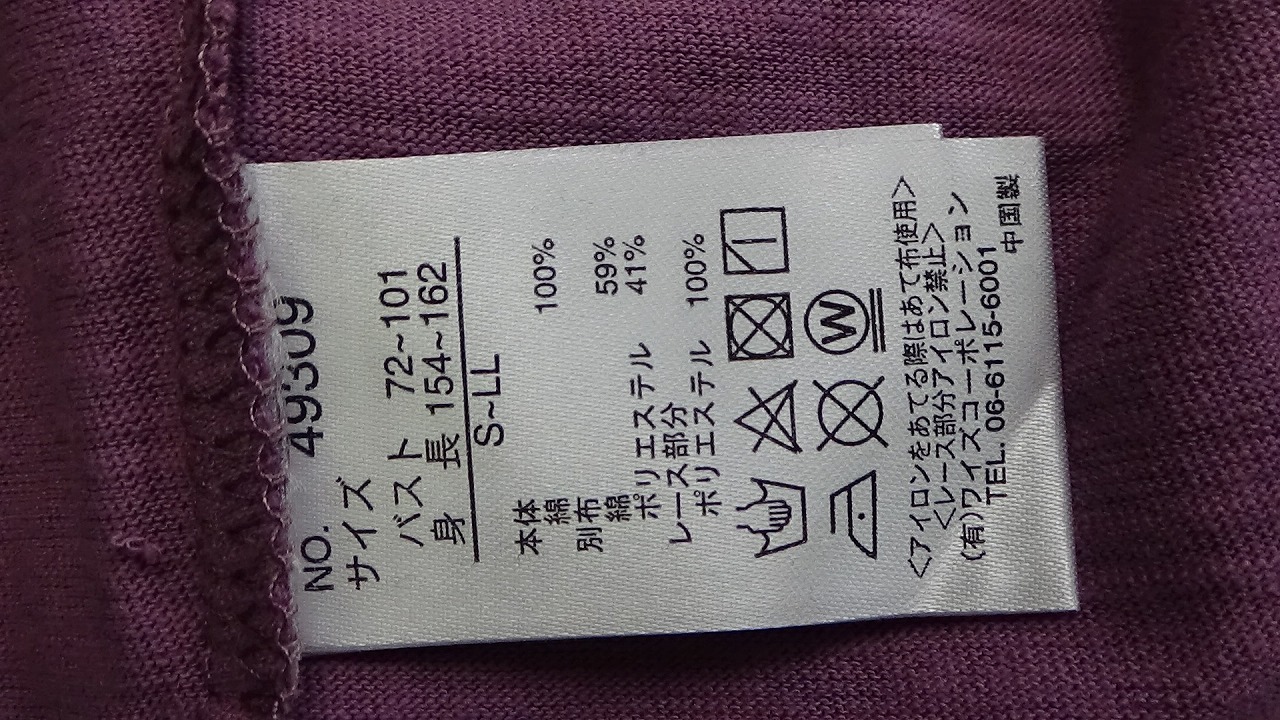 NO. 49309
サイズ
バスト 72~101
身長 154~162
S~LL
本体
綿 100%
別布
綿 59%
ポリエステル 41%
レース部分
ポリエステル 100%
W
<アイロンをあてる際はあて布使用>
<レース部分アイロン禁止>
(有)ワイズコーポレーション
TEL. 06-6115-6001
中国製